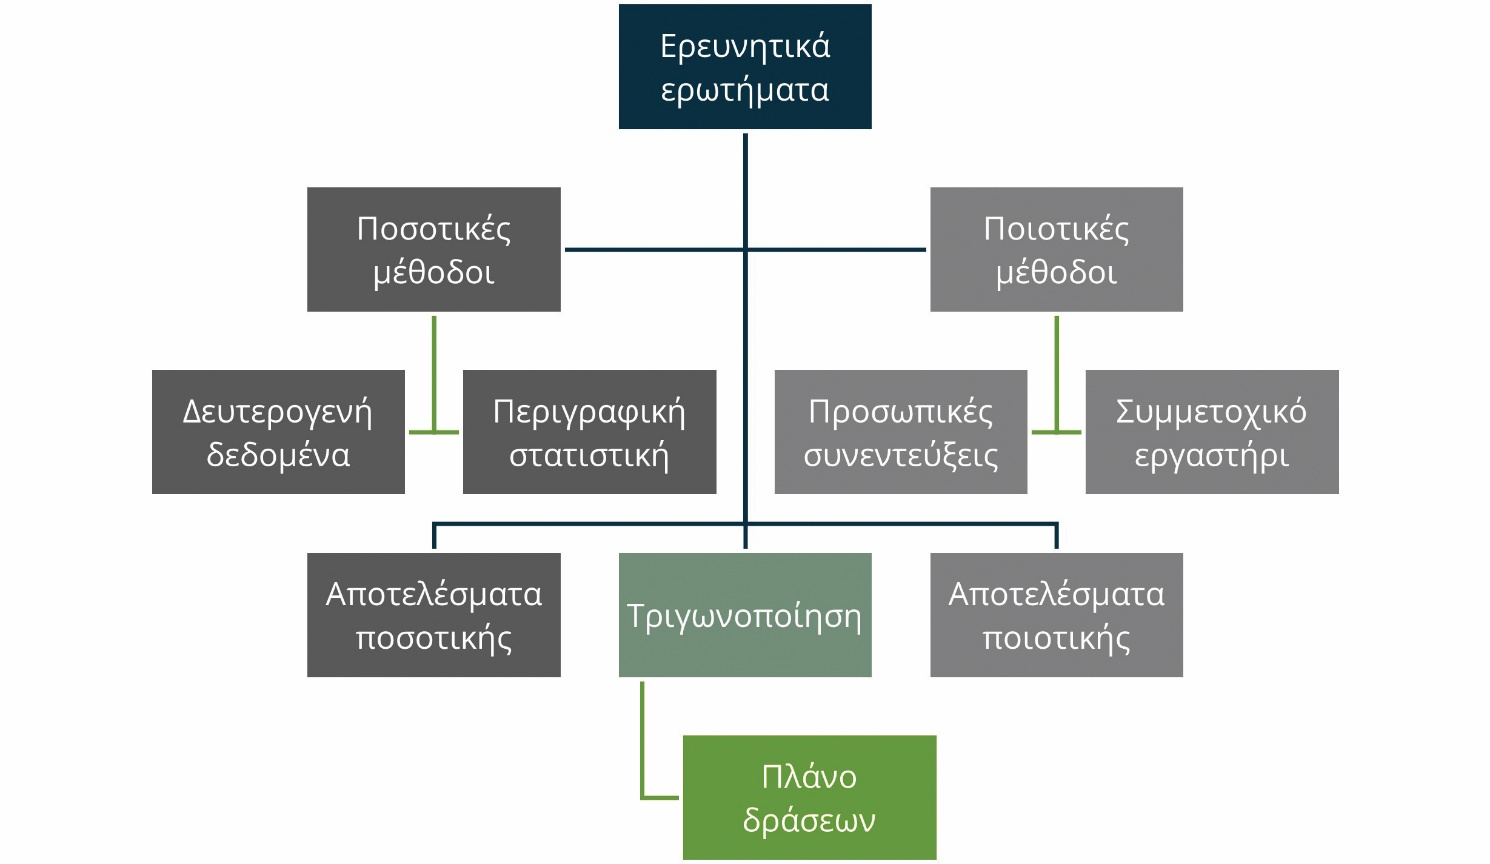 Ερευνητικά
ερωτήματα
Ποσοτικές
μέθοδοι
Ποιοτικές
μέθοδοι
Δευτερογενή
δεδομένα
Περιγραφική
στατιστική
Προσωπικές
συνεντεύξεις
Συμμετοχικό
εργαστήρι
Αποτελέσματα
ποσοτικής
Τριγωνοποίηση
Αποτελέσματα
ποιοτικής
Πλάνο
δράσεων